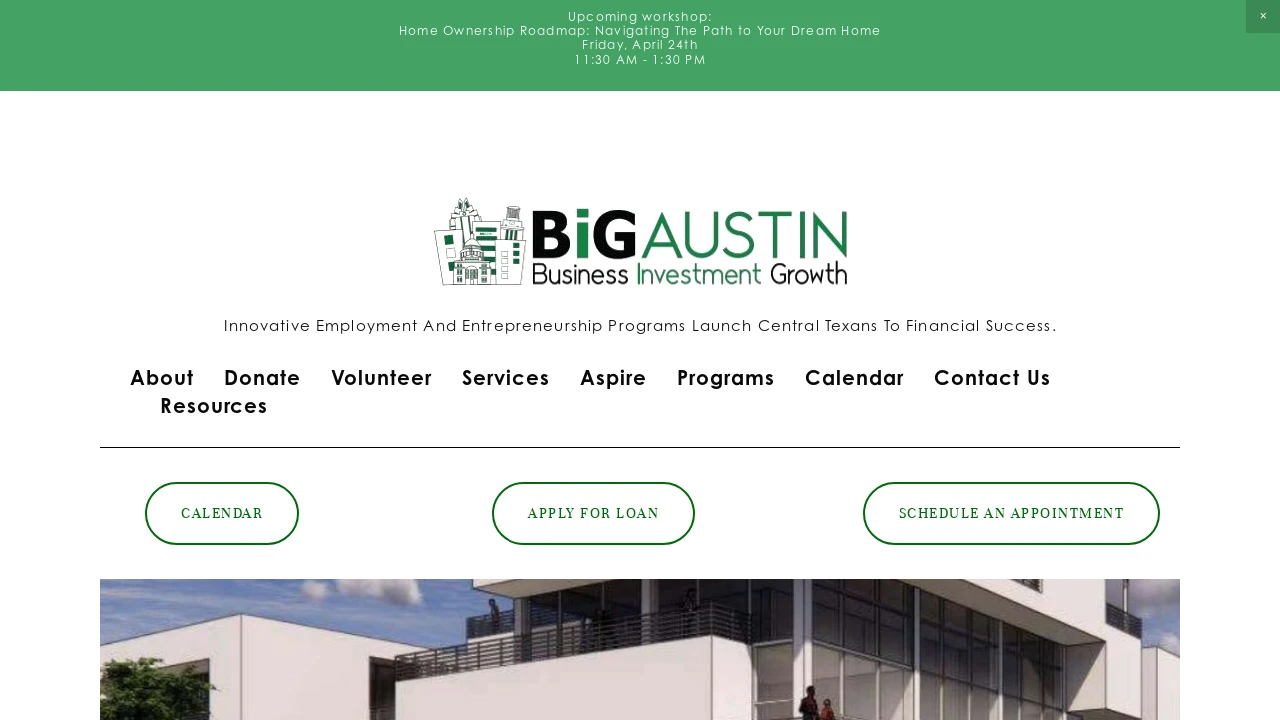 Upcoming workshop:
Home Ownership Roadmap: Navigating The Path to Your Dream Home
Friday, April 24th
11:30 AM - 1:30 PM
×
BiGAUSTIN
Business Investment Growth
Innovative Employment And Entrepreneurship Programs Launch Central Texans To Financial Success.
About Donate Volunteer Services Aspire Programs Calendar Contact Us
Resources
CALENDAR APPLY FOR LOAN SCHEDULE AN APPOINTMENT